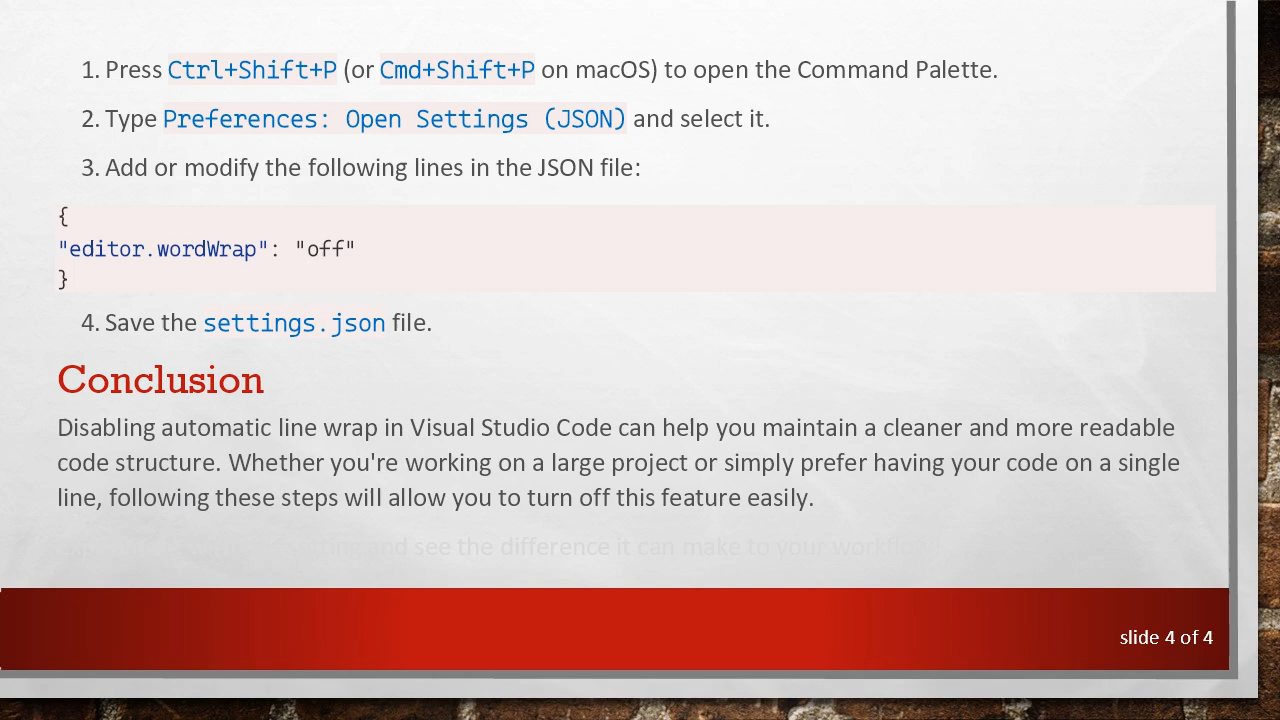 1. Press Ctrl+Shift+P (or Cmd+Shift+P on macOS) to open the Command Palette.
2. Type Preferences: Open Settings (JSON) and select it.
3. Add or modify the following lines in the JSON file:
{
"editor.wordWrap": "off"
}
4. Save the settings.json file.
Conclusion
Disabling automatic line wrap in Visual Studio Code can help you maintain a cleaner and more readable
code structure. Whether you're working on a large project or simply prefer having your code on a single
line, following these steps will allow you to turn off this feature easily.
and see the difference it can make to your workflow!
slide 4 of 4